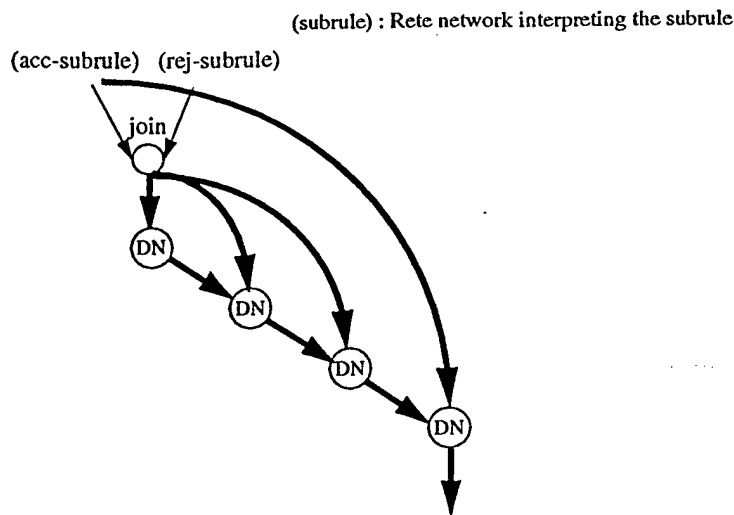 (subrule) : Rete network interpreting the subrule
(acc-subrule) (rej-subrule)
join
DN
DN
DN
DN